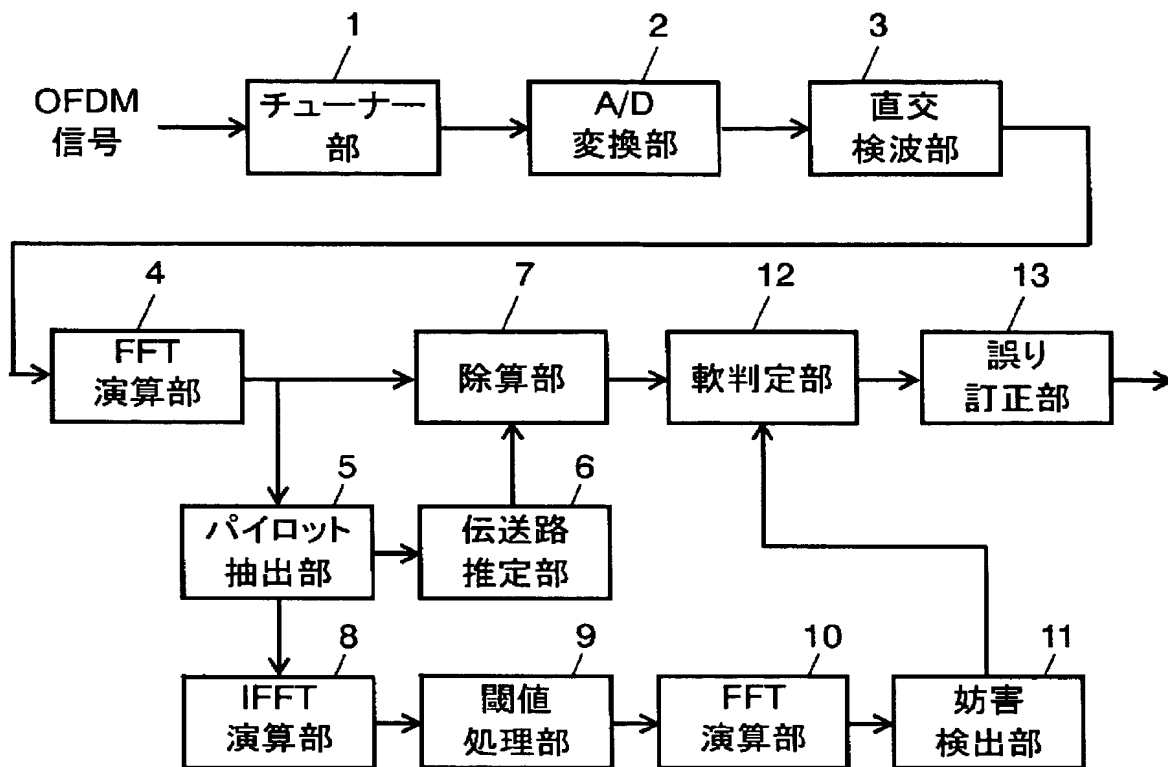 1
2
3
OFDM
信号
チューナー
部
A/D
変換部
直交
検波部
4
7
12
13
FFT
演算部
除算部
軟判定部
誤り
訂正部
5
6
パイロット
抽出部
伝送路
推定部
8
9
10
11
IFFT
演算部
閾値
処理部
FFT
演算部
妨害
検出部